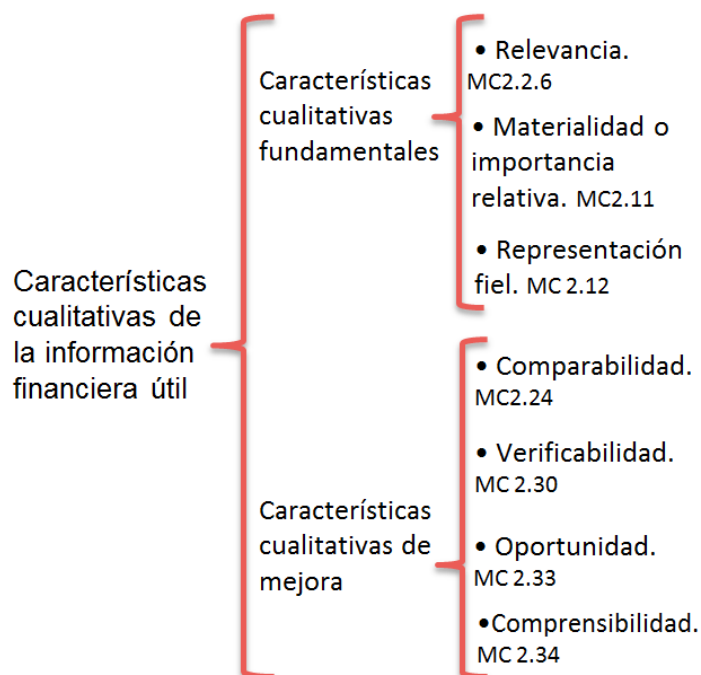 Características
cualitativas de
la información
financiera útil
Características
cualitativas
fundamentales
• Relevancia.
MC2.2.6
• Materialidad o
importancia
relativa. MC2.11
• Representación
fiel. MC 2.12
Características
cualitativas de
mejora
• Comparabilidad.
MC2.24
• Verificabilidad.
MC 2.30
• Oportunidad.
MC 2.33
•Comprensibilidad.
MC 2.34